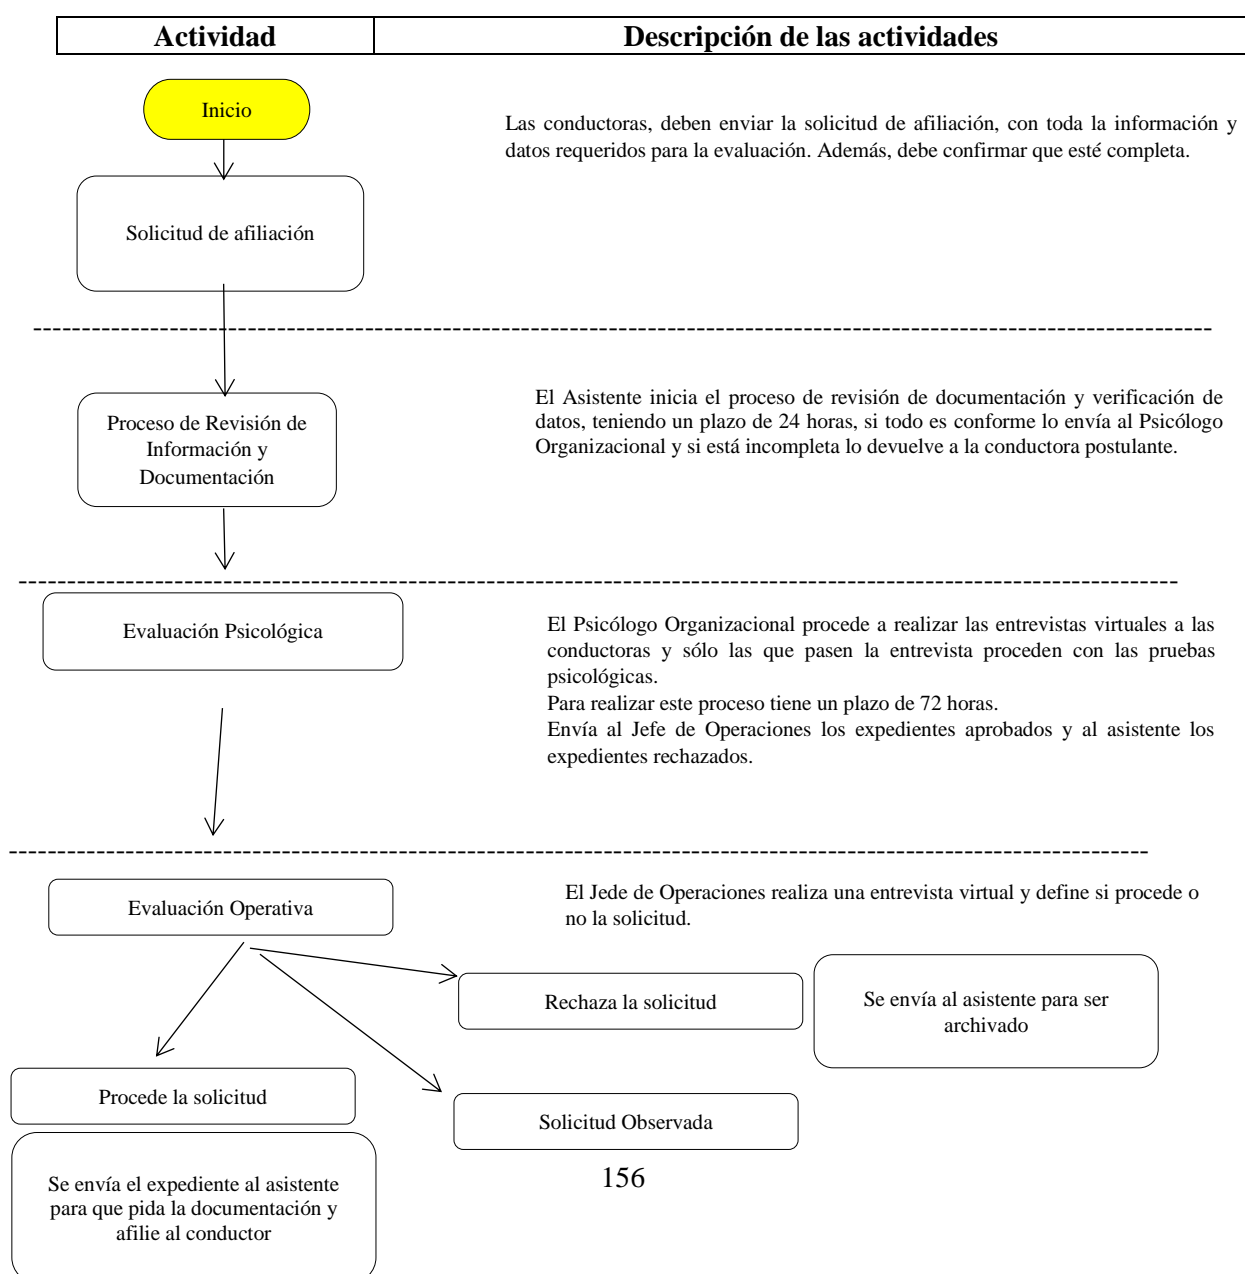 Actividad
Descripción de las actividades
Inicio
Las conductoras, deben enviar la solicitud de afiliación, con toda la información y
datos requeridos para la evaluación. Además, debe confirmar que esté completa.
Solicitud de afiliación
Proceso de Revisión de
Información y
Documentación
El Asistente inicia el proceso de revisión de documentación y verificación de
datos, teniendo un plazo de 24 horas, si todo es conforme lo envía al Psicólogo
Organizacional y si está incompleta lo devuelve a la conductora postulante.
Evaluación Psicológica
El Psicólogo Organizacional procede a realizar las entrevistas virtuales a las
conductoras y sólo las que pasen la entrevista proceden con las pruebas
psicológicas.
Para realizar este proceso tiene un plazo de 72 horas.
Envía al Jefe de Operaciones los expedientes aprobados y al asistente los
expedientes rechazados.
Evaluación Operativa
El Jede de Operaciones realiza una entrevista virtual y define si procede o
no la solicitud.
Rechaza la solicitud
Se envía al asistente para ser
archivado
Procede la solicitud
Solicitud Observada
Se envía el expediente al asistente
para que pida la documentación y
afilie al conductor
156